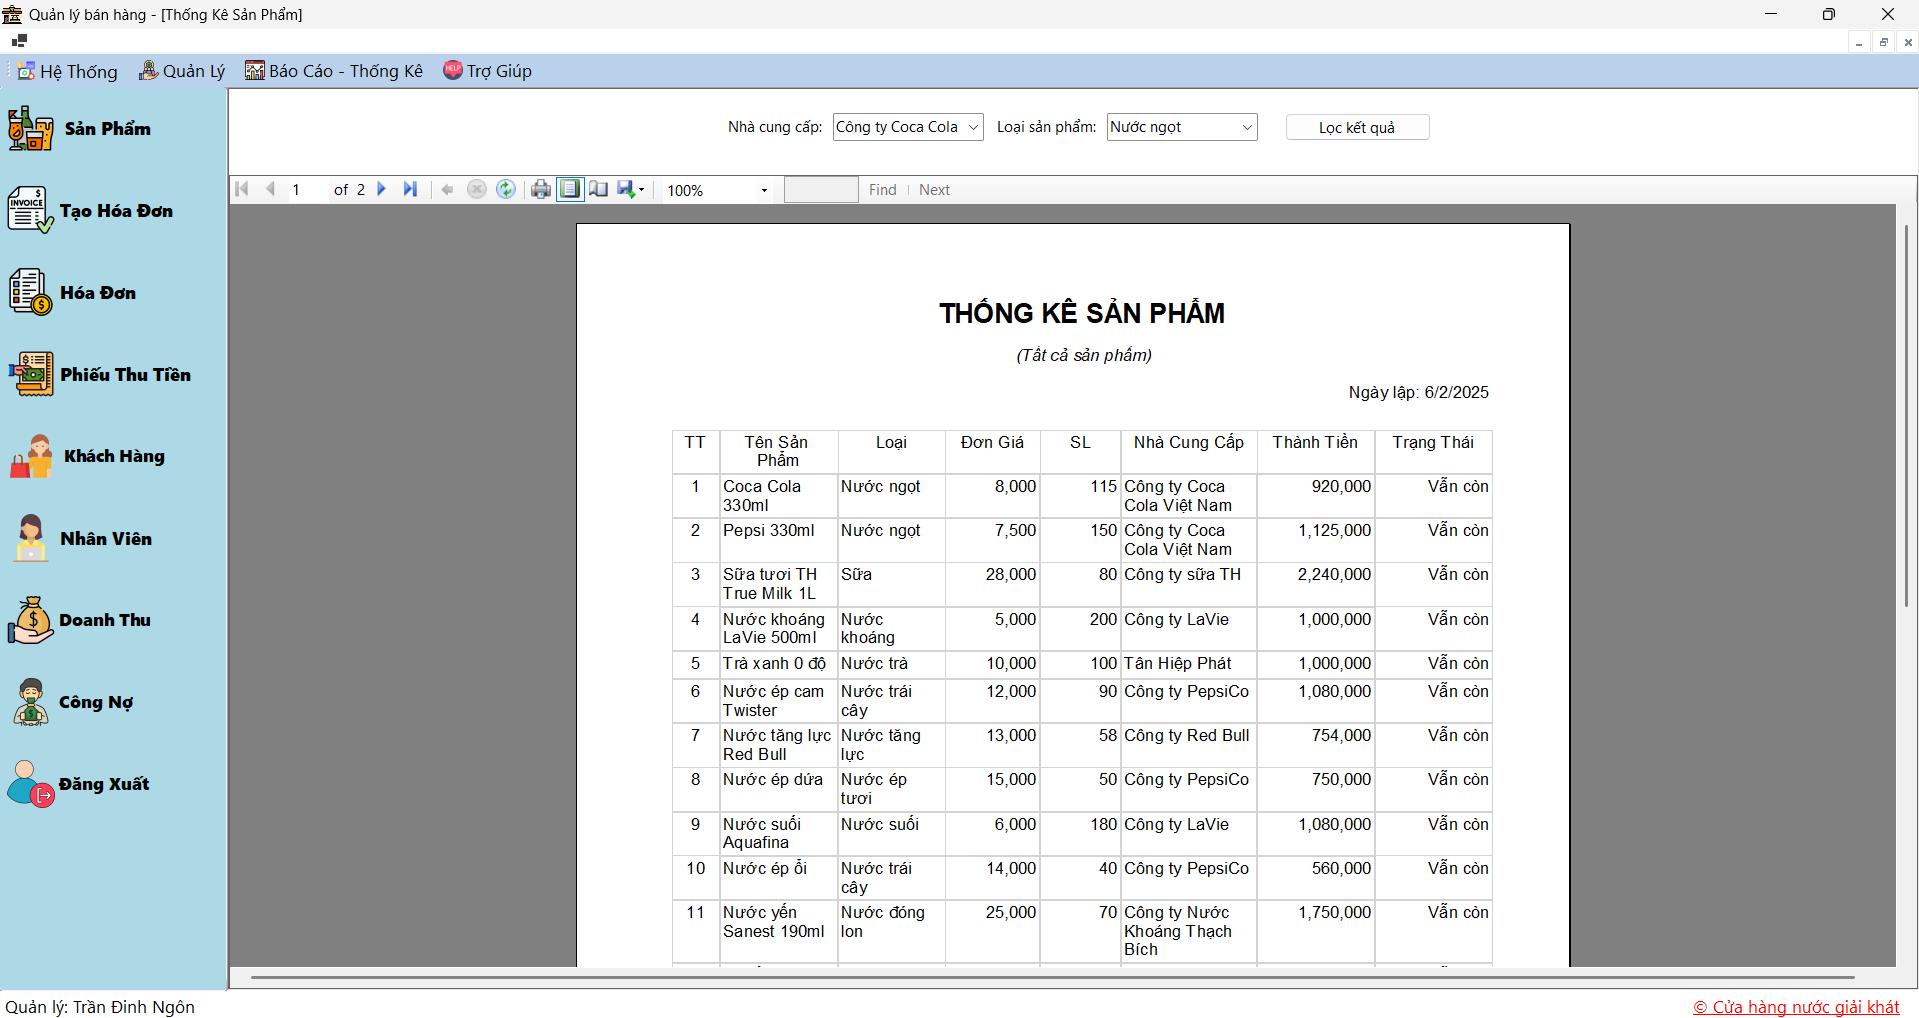 Quản lý bán hàng - [Thống Kê Sản Phẩm]
Hệ Thống Quản Lý Báo Cáo - Thống Kê HELP Trợ Giúp
Sản Phẩm
INVOICE
Tạo Hóa Đơn
Hóa Đơn
Phiếu Thu Tiền
Khách Hàng
Nhân Viên
Doanh Thu
Công Nợ
Đăng Xuất
Nhà cung cấp: Công ty Coca Cola Loại sản phẩm: Nước ngọt Lọc kết quả
1 of 2 100% Find Next
THỐNG KÊ SẢN PHẨM
(Tất cả sản phẩm)
Ngày lập: 6/2/2025
TT Tên Sản Phẩm Loại Đơn Giá SL Nhà Cung Cấp Thành Tiền Trạng Thái
1 Coca Cola 330ml Nước ngọt 8,000 115 Công ty Coca Cola Việt Nam 920,000 Vẫn còn
2 Pepsi 330ml Nước ngọt 7,500 150 Công ty Coca Cola Việt Nam 1,125,000 Vẫn còn
3 Sữa tươi TH True Milk 1L Sữa 28,000 80 Công ty sữa TH 2,240,000 Vẫn còn
4 Nước khoáng LaVie 500ml Nước khoáng 5,000 200 Công ty LaVie 1,000,000 Vẫn còn
5 Trà xanh 0 độ Nước trà 10,000 100 Tân Hiệp Phát 1,000,000 Vẫn còn
6 Nước ép cam Twister Nước trái cây 12,000 90 Công ty PepsiCo 1,080,000 Vẫn còn
7 Nước tăng lực Red Bull Nước tăng lực 13,000 58 Công ty Red Bull 754,000 Vẫn còn
8 Nước ép dứa Nước ép tươi 15,000 50 Công ty PepsiCo 750,000 Vẫn còn
9 Nước suối Aquafina Nước suối 6,000 180 Công ty LaVie 1,080,000 Vẫn còn
10 Nước ép ổi Nước trái cây 14,000 40 Công ty PepsiCo 560,000 Vẫn còn
11 Nước yến Sanest 190ml Nước đóng lon 25,000 70 Công ty Nước Khoáng Thạch Bích 1,750,000 Vẫn còn
Quản lý: Trần Đình Ngôn
© Cửa hàng nước giải khát